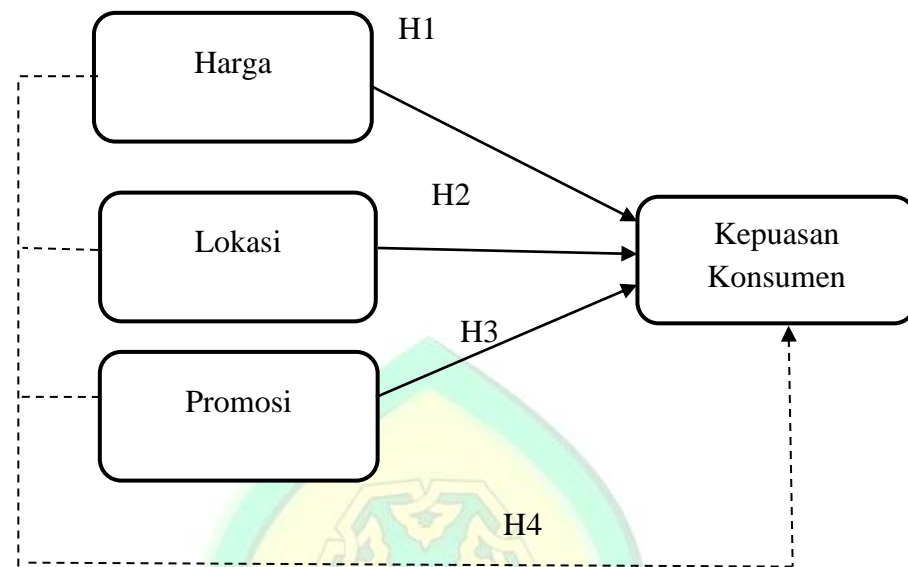 H1
Harga
H2
Lokasi
Kepuasan
Konsumen
H3
Promosi
H4